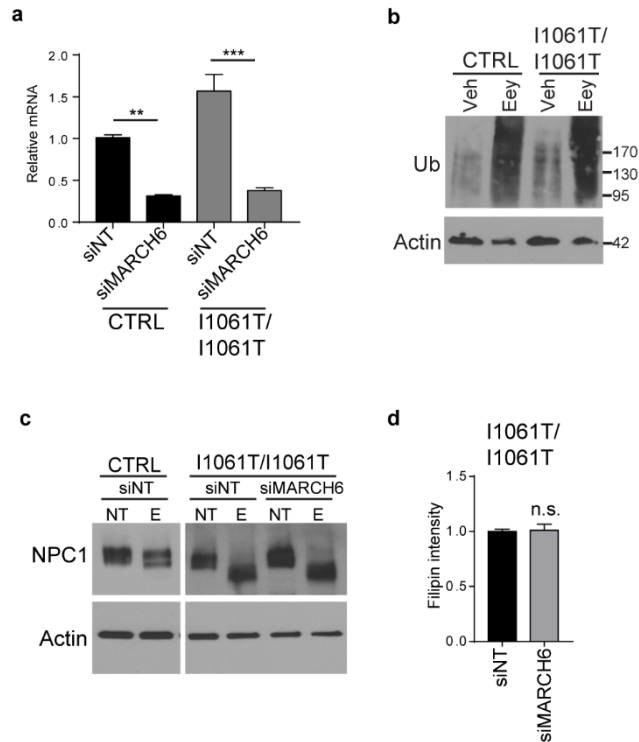 a
2.0
1.5
1.0
0.5
0.0
Relative mRNA
**
***
siNT
siMARCH6
siNT
siMARCH6
CTRL
I1061T/
I1061T
b
I1061T/
I1061T
CTRL
Veh
Eey
Veh
Eey
Ub
170
130
95
Actin
42
c
CTRL
I1061T/I1061T
siNT
siNT
siMARCH6
NT
E
NT
E
NT
E
NPC1
Actin
d
I1061T/
I1061T
1.5
1.0
0.5
0.0
Filipin intensity
n.s.
siNT
siMARCH6